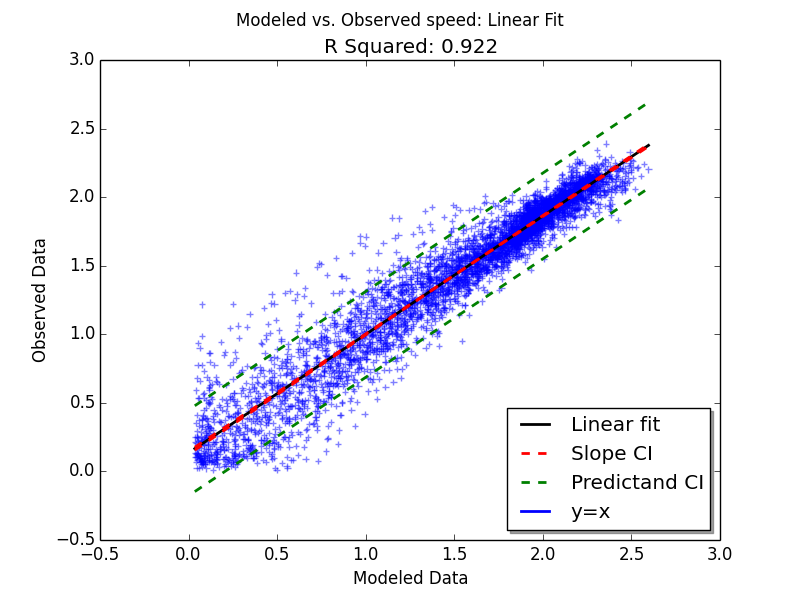 Modeled vs. Observed speed: Linear Fit
R Squared: 0.922
3.0
2.5
2.0
1.5
1.0
0.5
0.0
−0.5
Observed Data
−0.5 0.0 0.5 1.0 1.5 2.0 2.5 3.0
Modeled Data
Linear fit
Slope CI
Predictand CI
y=x